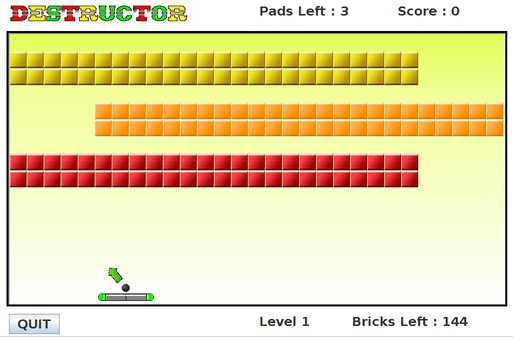 DESTRUCTOR
Pads Left : 3
Score : 0
QUIT
Level 1
Bricks Left : 144